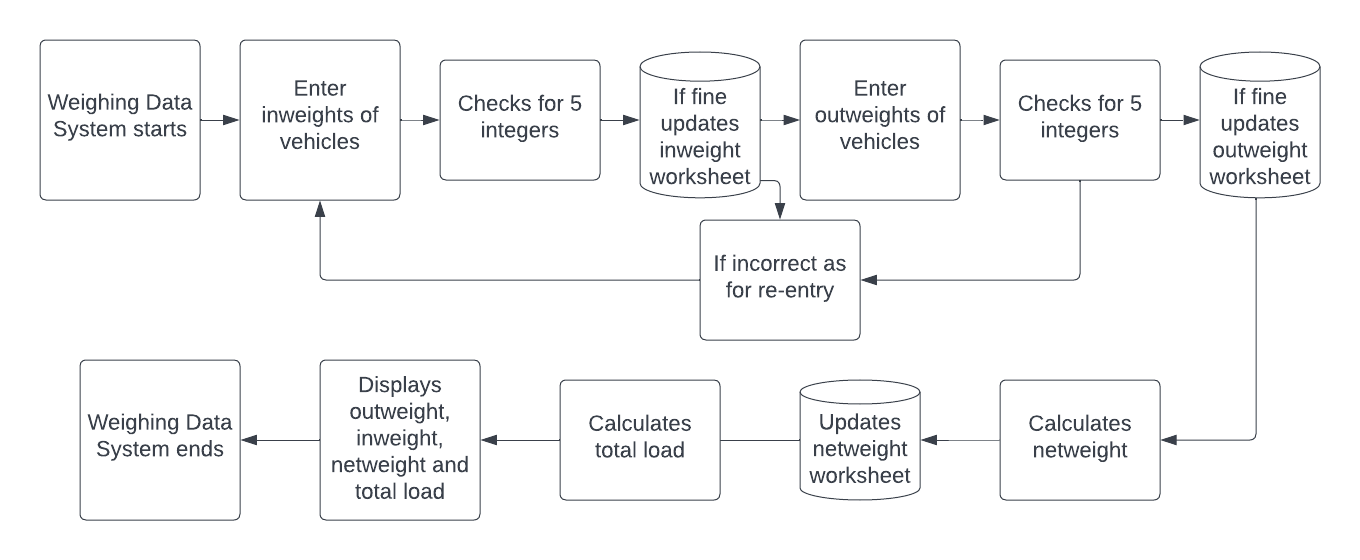 Weighing Data
System starts
Enter
inweights of
vehicles
Checks for 5
integers
If fine
updates
inweight
worksheet
Enter
outweights of
vehicles
Checks for 5
integers
If fine
updates
outweight
worksheet
If incorrect as
for re-entry
Weighing Data
System ends
Displays
outweight,
inweight,
netweight and
total load
Calculates
total load
Updates
netweight
worksheet
Calculates
netweight